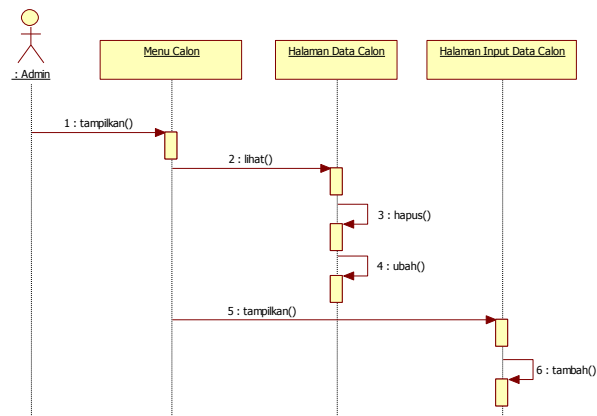 Menu Calon
Halaman Data Calon
Halaman Input Data Calon
: Admin
1 : tampilkan()
2 : lihat()
3 : hapus()
4 : ubah()
5 : tampilkan()
6 : tambah()